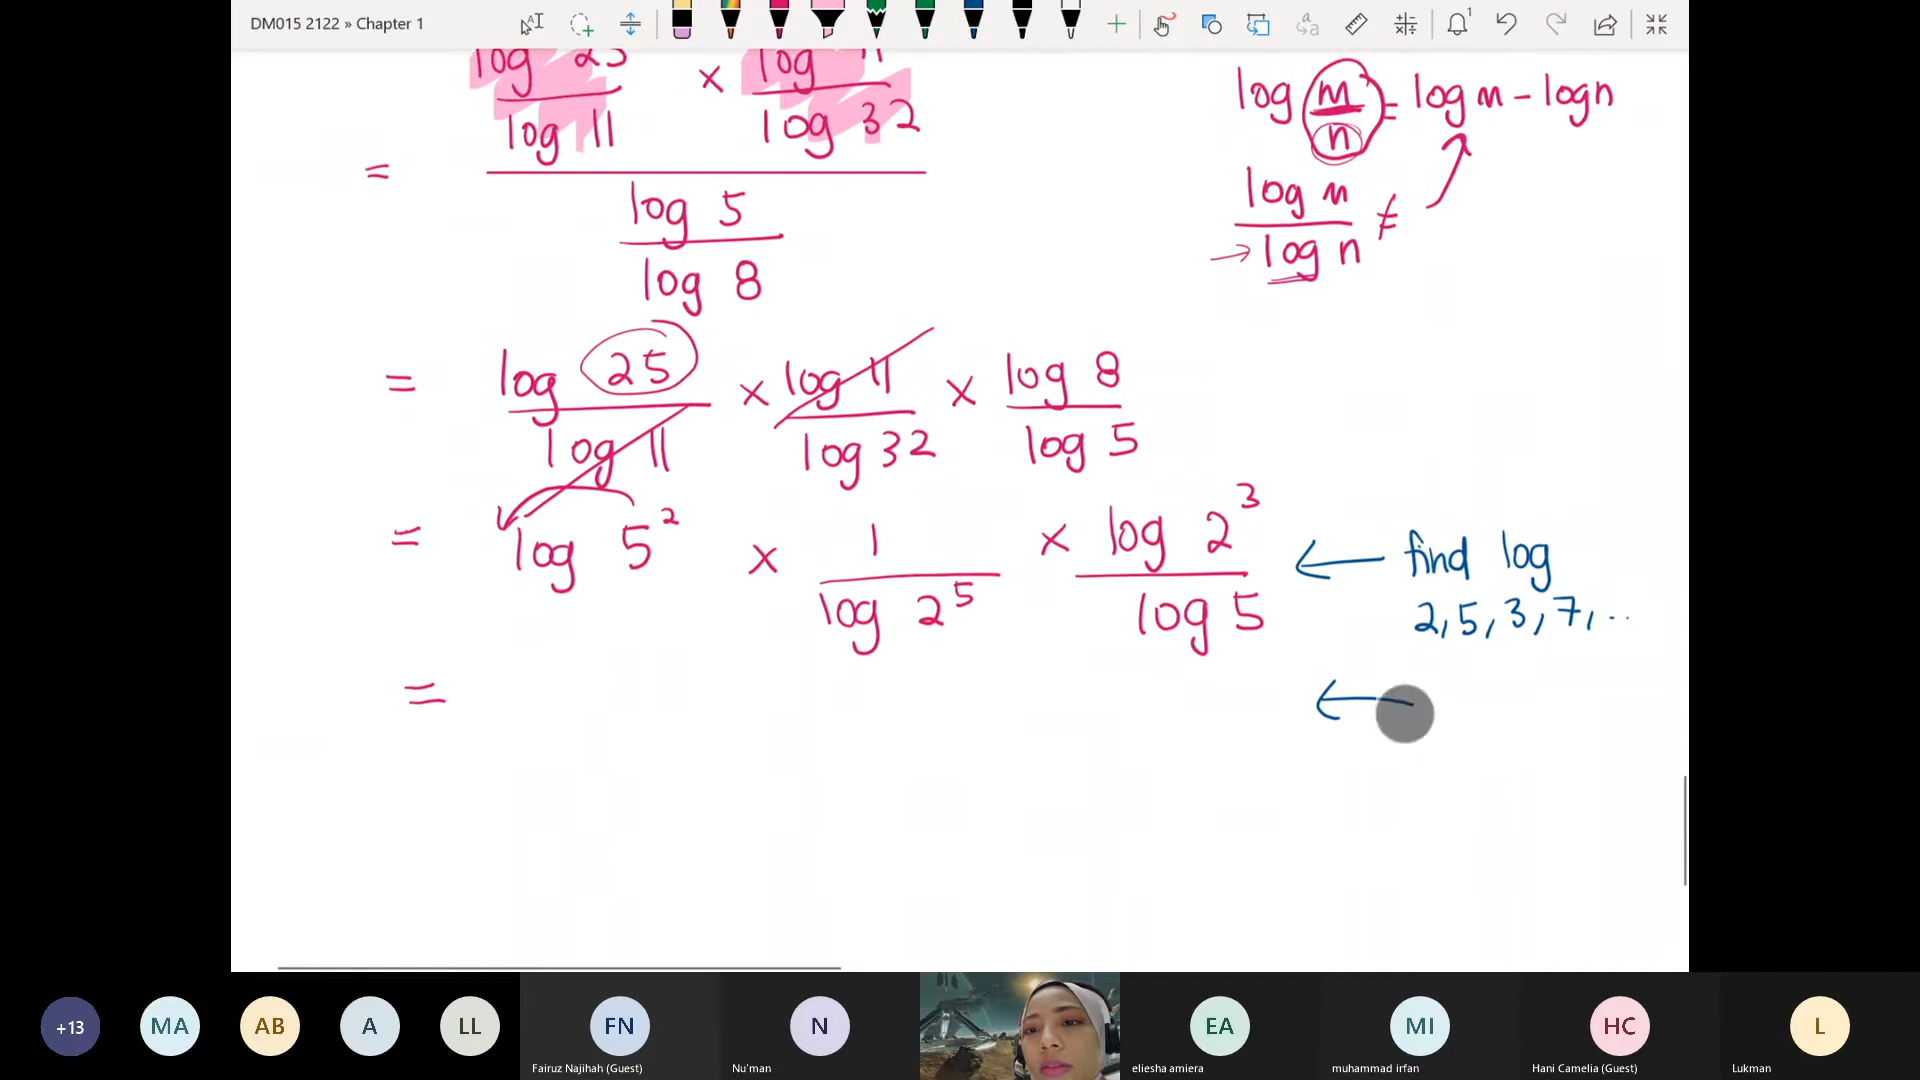 DM015 2122 » Chapter 1
log 25 × log 11
log 11 log 32
=
log 5
log 8
log m/n = log m - log n
log m ≠
→ log n
= log 25 × log 11 × log 8
log 11 log 32 log 5
= log 5² × 1 × log 2³
log 2⁵ log 5
← find log
2, 5, 3, 7, ..
= ←
+13 MA AB A LL FN N EA MI HC L
Fairuz Najihah (Guest) Nu'man eliesha amiera muhammad irfan Hani Camelia (Guest) Lukman